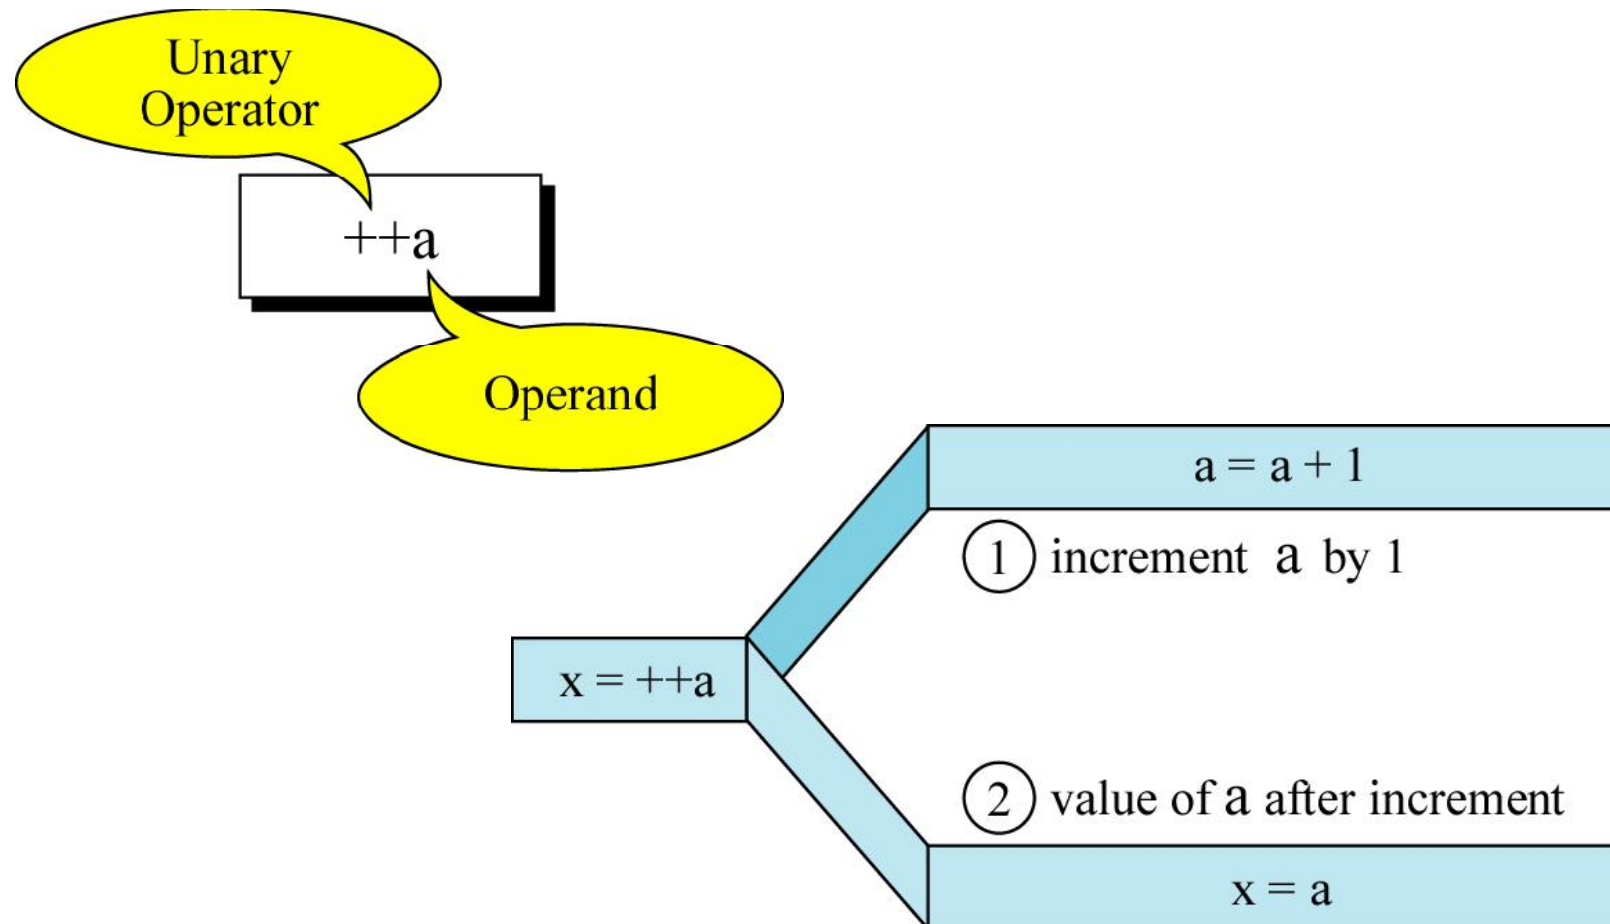 Unary
Operator
++a
Operand
a = a + 1
1 increment a by 1
x = ++a
2 value of a after increment
x = a